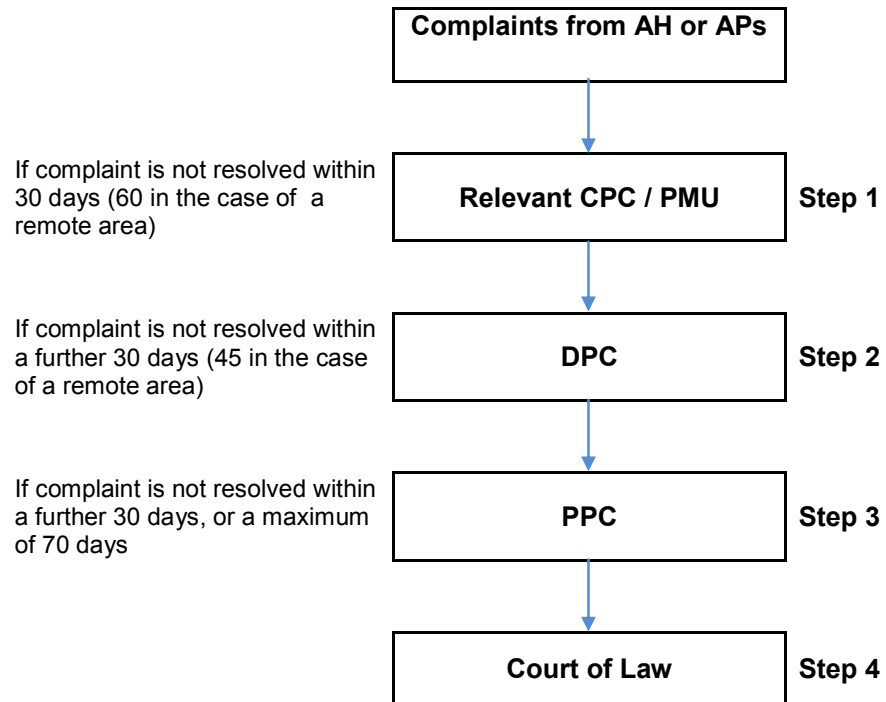 Complaints from AH or APs
If complaint is not resolved within
30 days (60 in the case of a
remote area)
Relevant CPC / PMU
Step 1
If complaint is not resolved within
a further 30 days (45 in the case
of a remote area)
DPC
Step 2
If complaint is not resolved within
a further 30 days, or a maximum
of 70 days
PPC
Step 3
Court of Law
Step 4